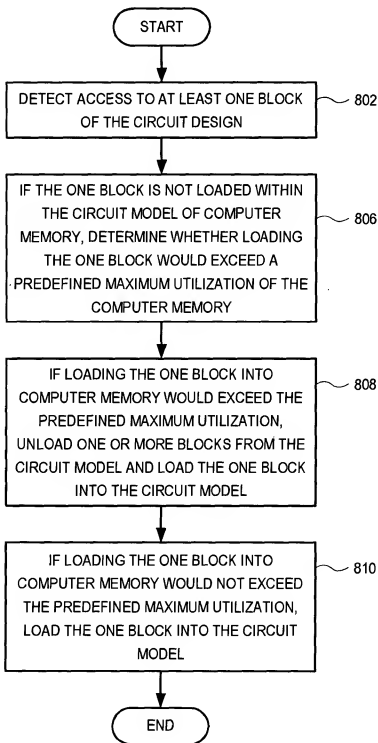 START
DETECT ACCESS TO AT LEAST ONE BLOCK
OF THE CIRCUIT DESIGN
802
IF THE ONE BLOCK IS NOT LOADED WITHIN
THE CIRCUIT MODEL OF COMPUTER
MEMORY, DETERMINE WHETHER LOADING
THE ONE BLOCK WOULD EXCEED A
PREDEFINED MAXIMUM UTILIZATION OF THE
COMPUTER MEMORY
806
IF LOADING THE ONE BLOCK INTO
COMPUTER MEMORY WOULD EXCEED THE
PREDEFINED MAXIMUM UTILIZATION,
UNLOAD ONE OR MORE BLOCKS FROM THE
CIRCUIT MODEL AND LOAD THE ONE BLOCK
INTO THE CIRCUIT MODEL
808
IF LOADING THE ONE BLOCK INTO
COMPUTER MEMORY WOULD NOT EXCEED
THE PREDEFINED MAXIMUM UTILIZATION,
LOAD THE ONE BLOCK INTO THE CIRCUIT
MODEL
810
END